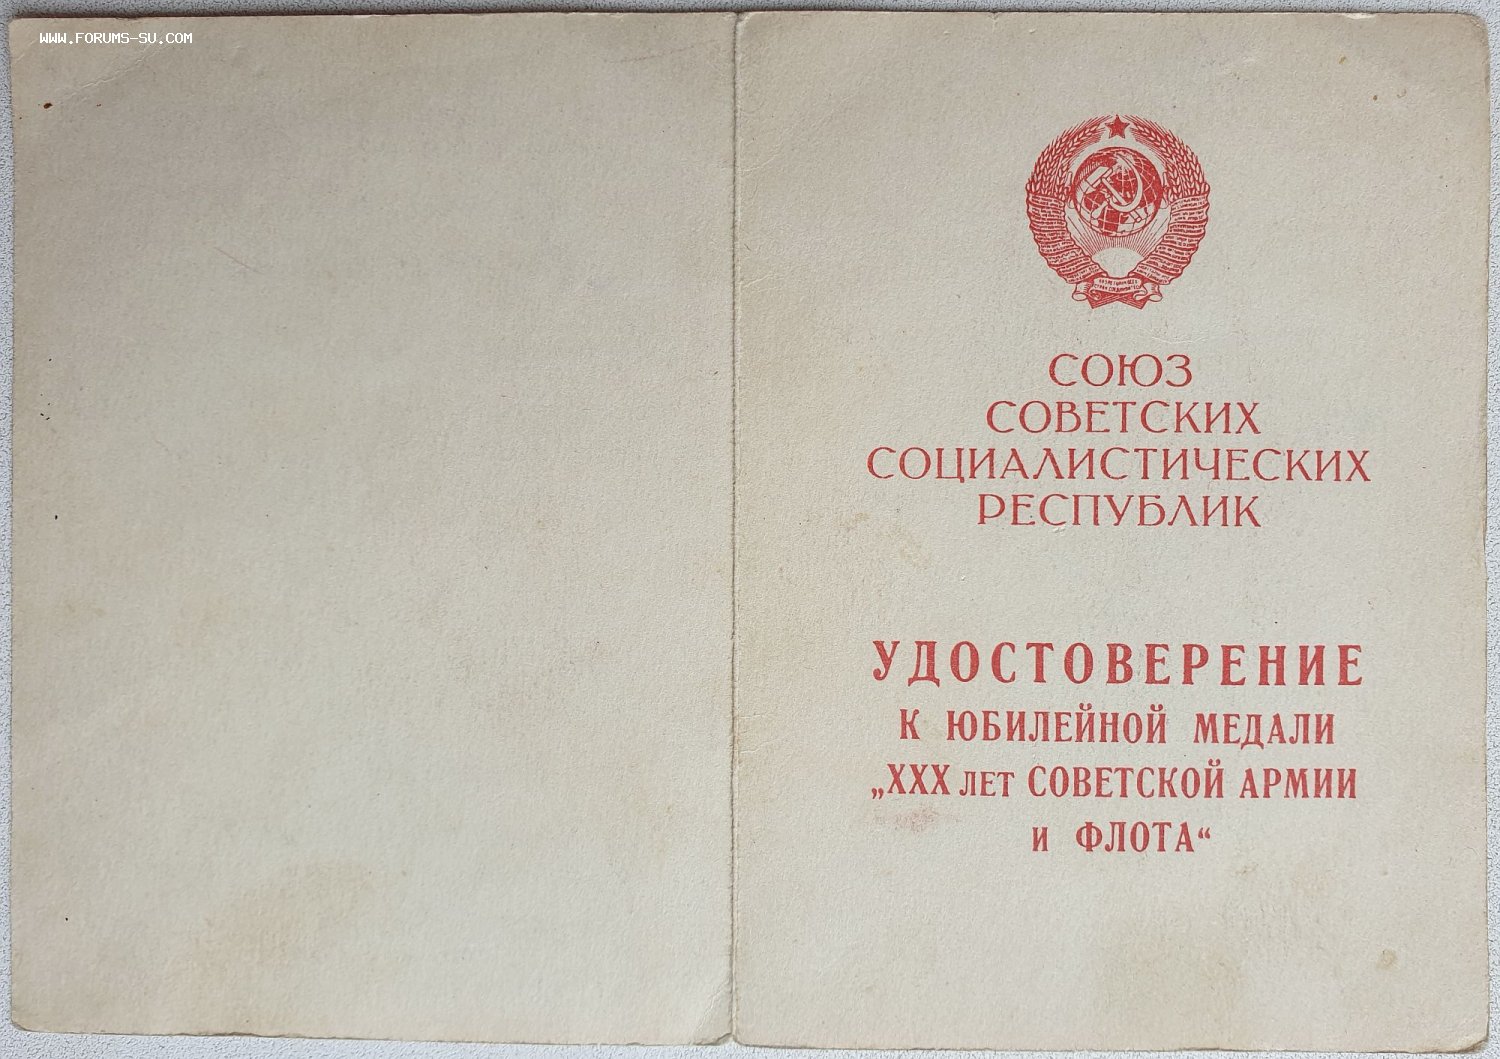 WWW.FORUMS-SU.COM
СОЮЗ
СОВЕТСКИХ
СОЦИАЛИСТИЧЕСКИХ
РЕСПУБЛИК
УДОСТОВЕРЕНИЕ
К ЮБИЛЕЙНОЙ МЕДАЛИ
„XXX ЛЕТ СОВЕТСКОЙ АРМИИ
И ФЛОТА“